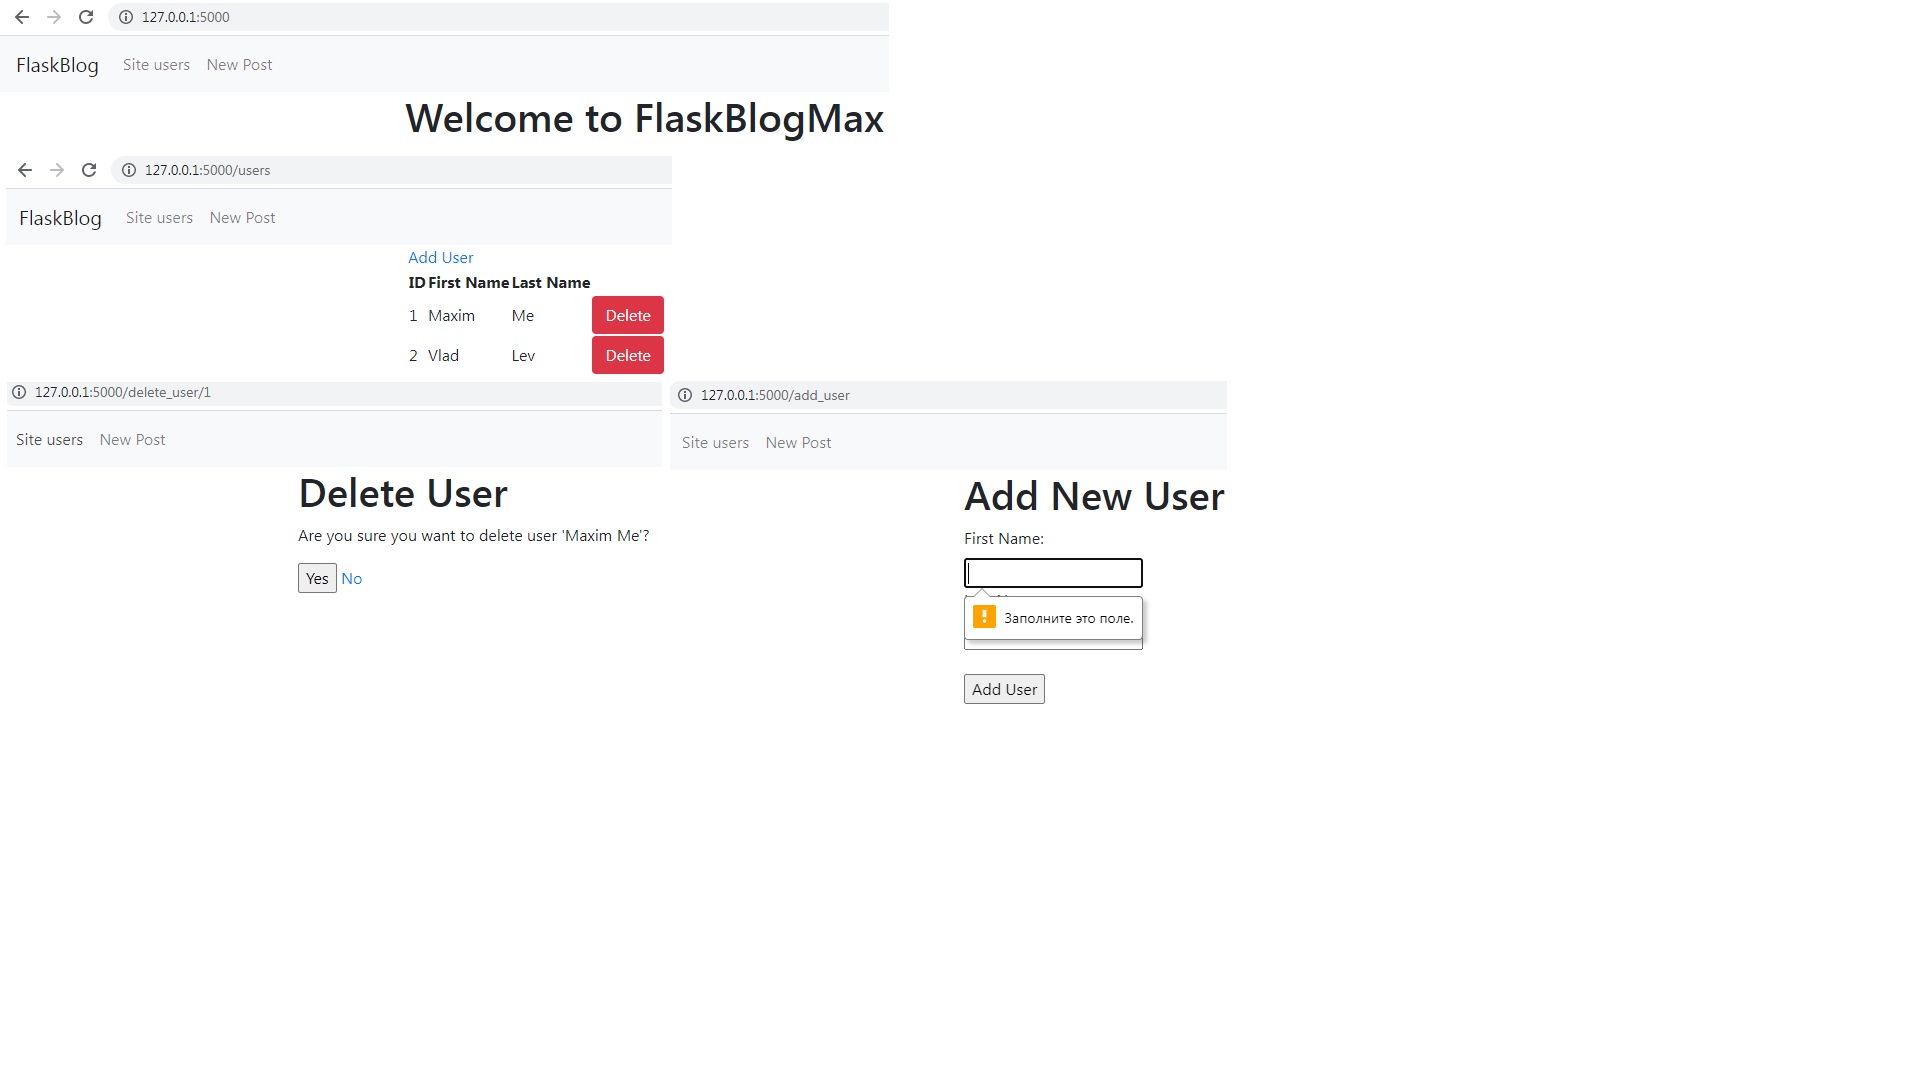 127.0.0.1:5000
FlaskBlog Site users New Post
Welcome to FlaskBlogMax
127.0.0.1:5000/users
FlaskBlog Site users New Post
Add User
ID First Name Last Name
1 Maxim Me Delete
2 Vlad Lev Delete
127.0.0.1:5000/delete_user/1
Site users New Post
Delete User
Are you sure you want to delete user 'Maxim Me'?
Yes No
127.0.0.1:5000/add_user
Site users New Post
Add New User
First Name:
Заполните это поле.
Add User